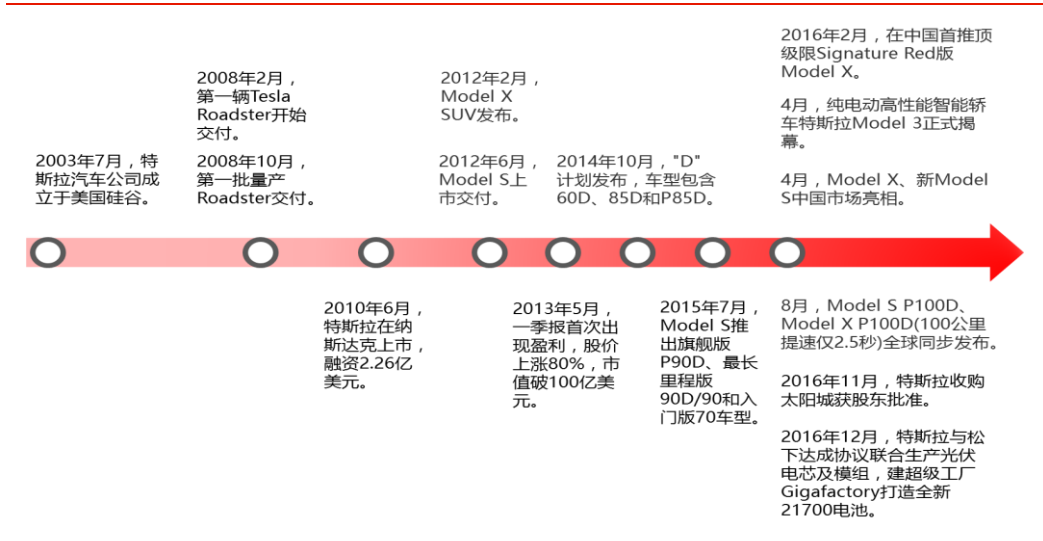 2003年7月，特
斯拉汽车公司成
立于美国硅谷。
2008年2月，
第一辆Tesla
Roadster开始
交付。
2008年10月，
第一批量产
Roadster交付。
2010年6月，
特斯拉在纳
斯达克上市，
融资2.26亿
美元。
2012年2月，
Model X
SUV发布。
2012年6月，
Model S上
市交付。
2013年5月，
一季报首次出
现盈利，股价
上涨80%，市
值破100亿美
元。
2014年10月，"D"
计划发布，车型包含
60D、85D和P85D。
2015年7月，
Model S推
出旗舰版
P90D、最长
里程版
90D/90和入
门版70车型。
2016年2月，在中国首推顶
级限Signature Red版
Model X。
4月，纯电动高性能智能轿
车特斯拉Model 3正式揭
幕。
4月，Model X、新Model
S中国市场亮相。
8月，Model S P100D、
Model X P100D(100公里
提速仅2.5秒)全球同步发布。
2016年11月，特斯拉收购
太阳城获股东批准。
2016年12月，特斯拉与松
下达成协议联合生产光伏
电芯及模组，建超级工厂
Gigafactory打造全新
21700电池。